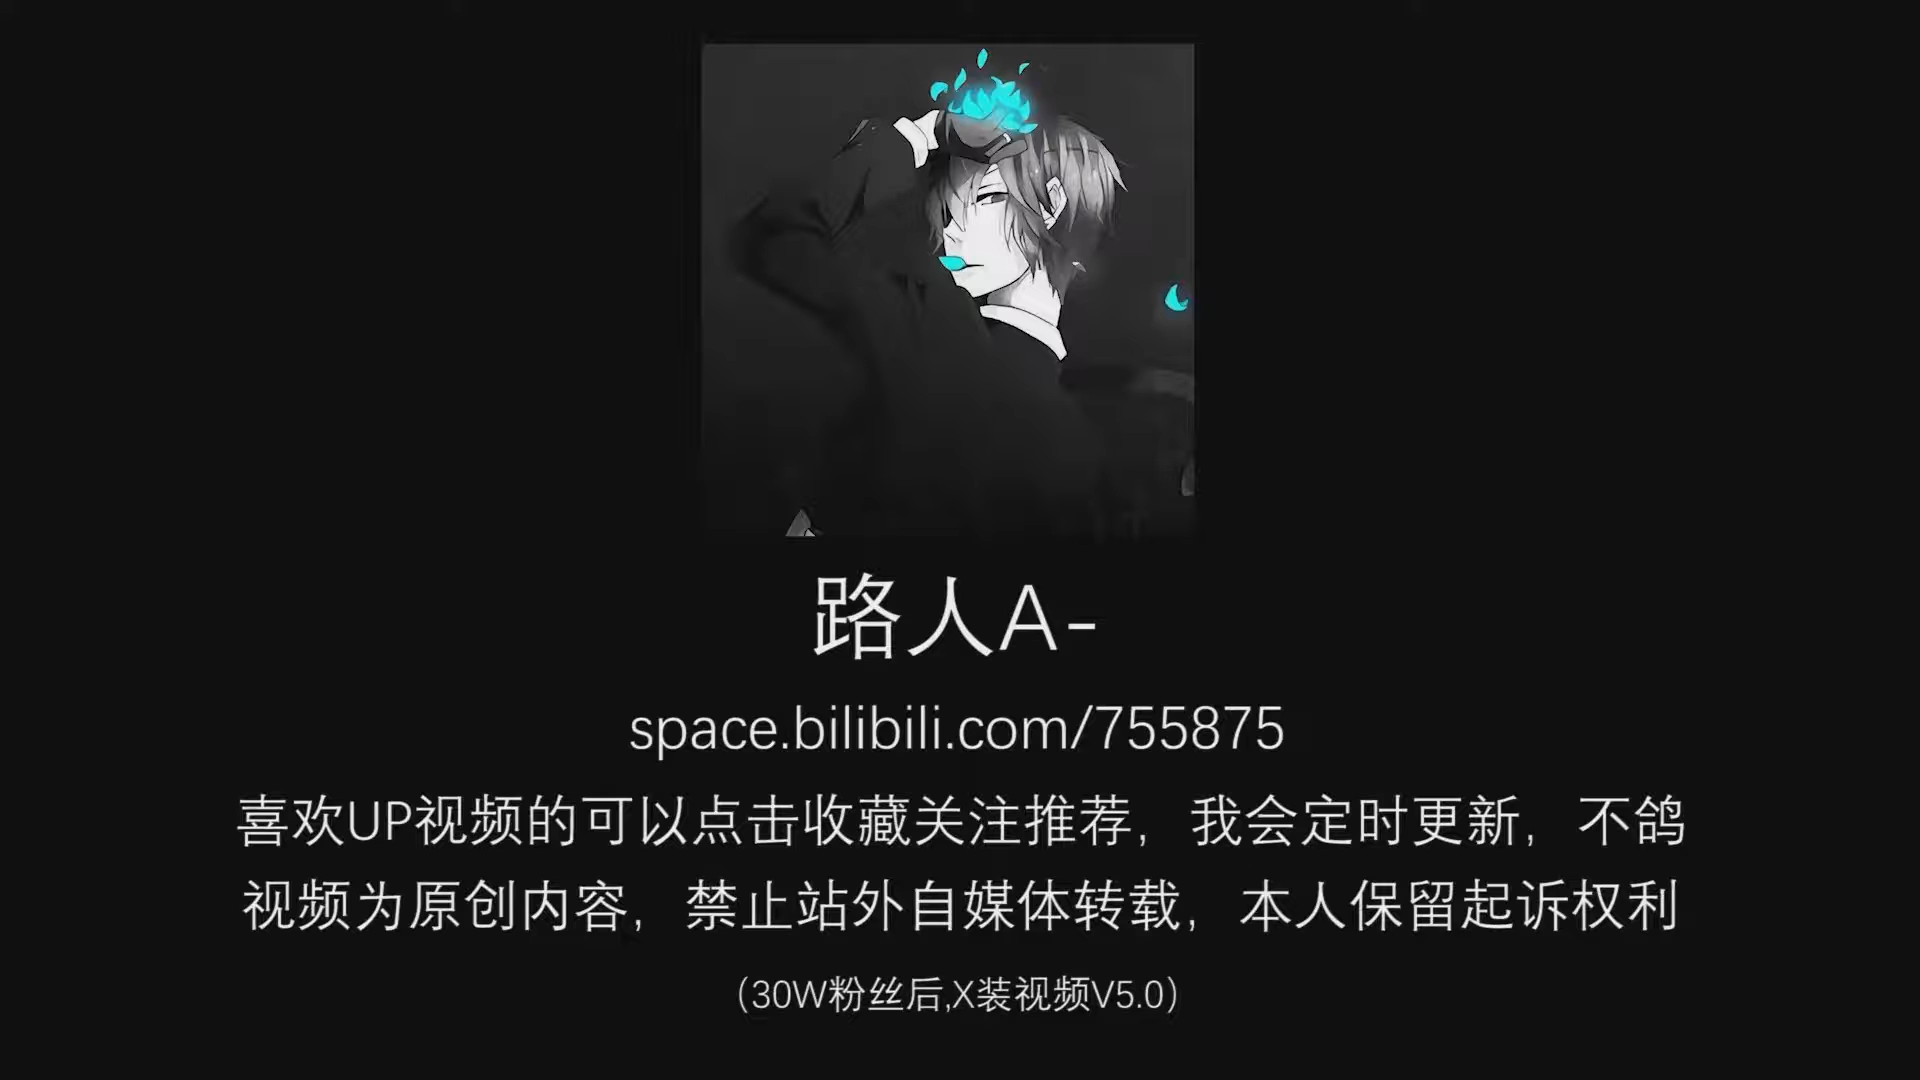 路人A-
space.bilibili.com/755875
喜欢UP视频的可以点击收藏关注推荐，我会定时更新，不鸽
视频为原创内容，禁止站外自媒体转载，本人保留起诉权利
（30W粉丝后,X装视频V5.0）